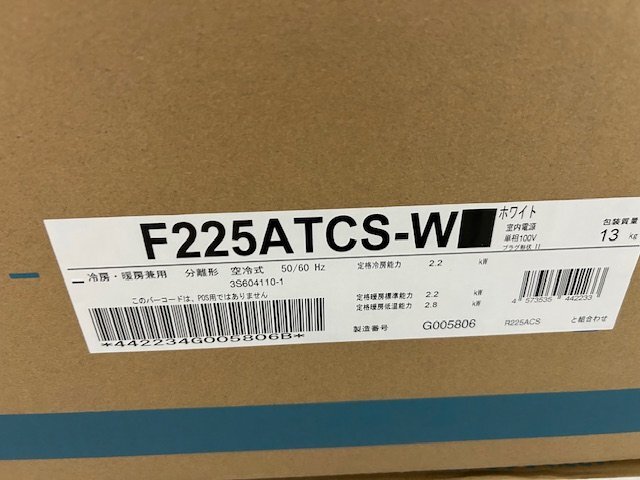 F225ATCS-W■ ホワイト
室内電源
単相100V
プラグ形状 II
包装質量
13 kg
冷房・暖房兼用 分離形 空冷式 50/60 Hz
3S604110-1
このバーコードは、POS用ではありません
*442234G005806B*
定格冷房能力 2.2 kW
定格暖房標準能力 2.2 kW
定格暖房低温能力 2.8 kW
製造番号 G005806
4 573535 442233
R225ACS と組合わせ